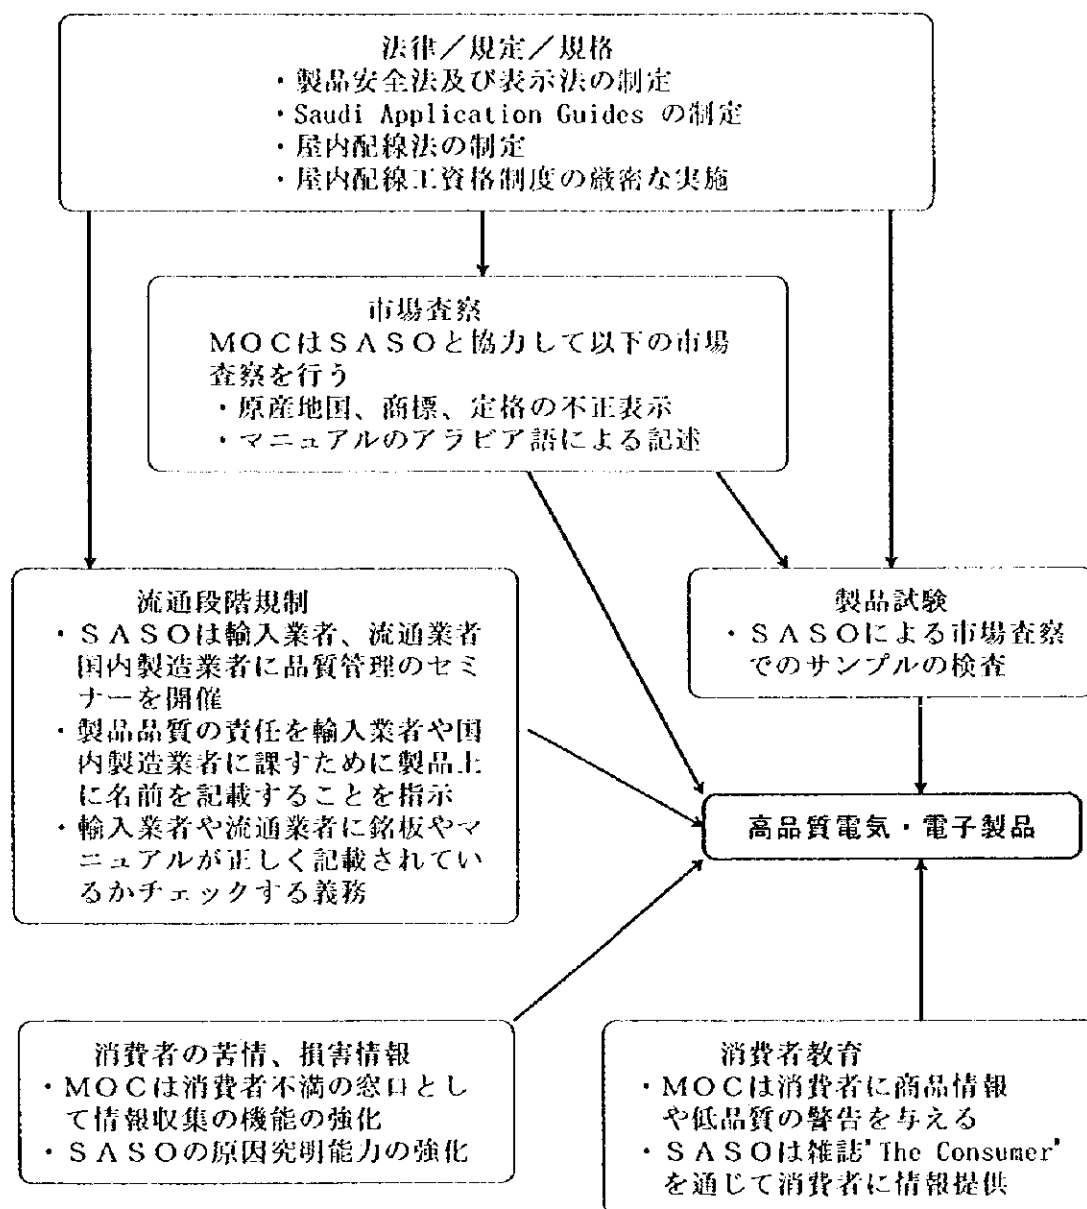 法律／規定／規格
・製品安全法及び表示法の制定
・Saudi Application Guides の制定
・屋内配線法の制定
・屋内配線工資格制度の厳密な実施
市場査察
ＭＯＣはＳＡＳＯと協力して以下の市場
査察を行う
・原産地国、商標、定格の不正表示
・マニュアルのアラビア語による記述
流通段階規制
・ＳＡＳＯは輸入業者、流通業者
国内製造業者に品質管理のセミ
ナーを開催
・製品品質の責任を輸入業者や国
内製造業者に課すために製品上
に名前を記載することを指示
・輸入業者や流通業者に銘板やマ
ニュアルが正しく記載されてい
るかチェックする義務
製品試験
・ＳＡＳＯによる市場査察
でのサンプルの検査
高品質電気・電子製品
消費者の苦情、損害情報
・ＭＯＣは消費者不満の窓口とし
て情報収集の機能の強化
・ＳＡＳＯの原因究明能力の強化
消費者教育
・ＭＯＣは消費者に商品情報
や低品質の警告を与える
・ＳＡＳＯは雑誌'The Consumer'
を通じて消費者に情報提供